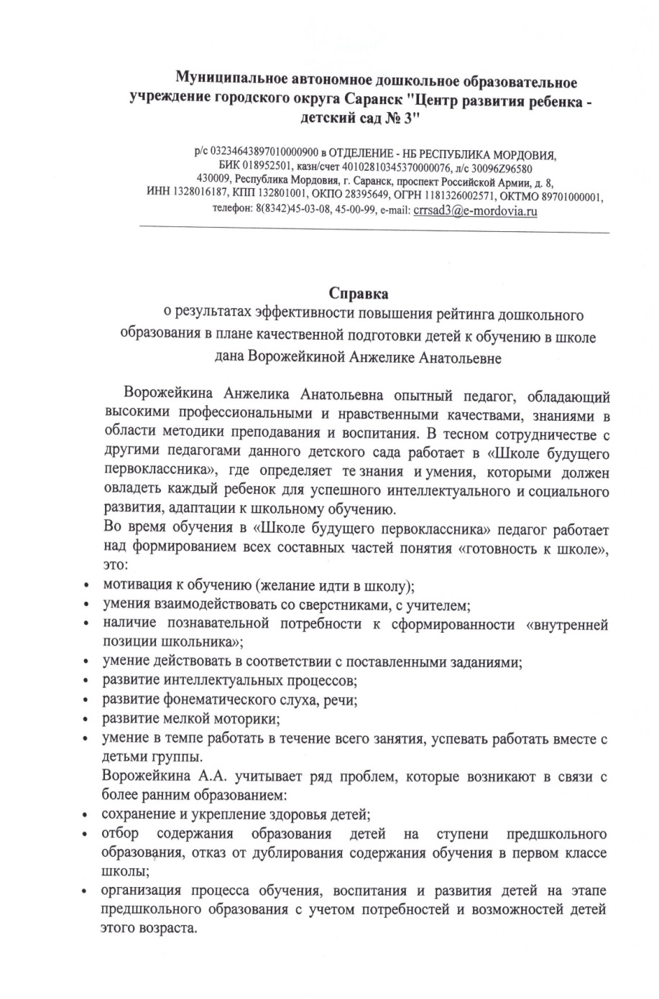 Муниципальное автономное дошкольное образовательное
учреждение городского округа Саранск "Центр развития ребенка -
детский сад № 3"
р/с 03234643897010000900 в ОТДЕЛЕНИЕ - НБ РЕСПУБЛИКА МОРДОВИЯ,
БИК 018952501, казн/счет 40102810345370000076, л/с 30096Z96580
430009, Республика Мордовия, г. Саранск, проспект Российской Армии, д. 8,
ИНН 1328016187, КПП 132801001, ОКПО 28395649, ОГРН 1181326002571, ОКТМО 89701000001,
телефон: 8(8342)45-03-08, 45-00-99, e-mail: crrsad3@e-mordovia.ru
Справка
о результатах эффективности повышения рейтинга дошкольного
образования в плане качественной подготовки детей к обучению в школе
дана Ворожейкиной Анжелике Анатольевне
Ворожейкина Анжелика Анатольевна опытный педагог, обладающий
высокими профессиональными и нравственными качествами, знаниями в
области методики преподавания и воспитания. В тесном сотрудничестве с
другими педагогами данного детского сада работает в «Школе будущего
первоклассника», где определяет те знания и умения, которыми должен
овладеть каждый ребенок для успешного интеллектуального и социального
развития, адаптации к школьному обучению.
Во время обучения в «Школе будущего первоклассника» педагог работает
над формированием всех составных частей понятия «готовность к школе»,
это:
• мотивация к обучению (желание идти в школу);
• умения взаимодействовать со сверстниками, с учителем;
• наличие познавательной потребности к сформированности «внутренней
позиции школьника»;
• умение действовать в соответствии с поставленными заданиями;
• развитие интеллектуальных процессов;
• развитие фонематического слуха, речи;
• развитие мелкой моторики;
• умение в темпе работать в течение всего занятия, успевать работать вместе с
детьми группы.
Ворожейкина А.А. учитывает ряд проблем, которые возникают в связи с
более ранним образованием:
• сохранение и укрепление здоровья детей;
• отбор содержания образования детей на ступени предшкольного
образования, отказ от дублирования содержания обучения в первом классе
школы;
• организация процесса обучения, воспитания и развития детей на этапе
предшкольного образования с учетом потребностей и возможностей детей
этого возраста.